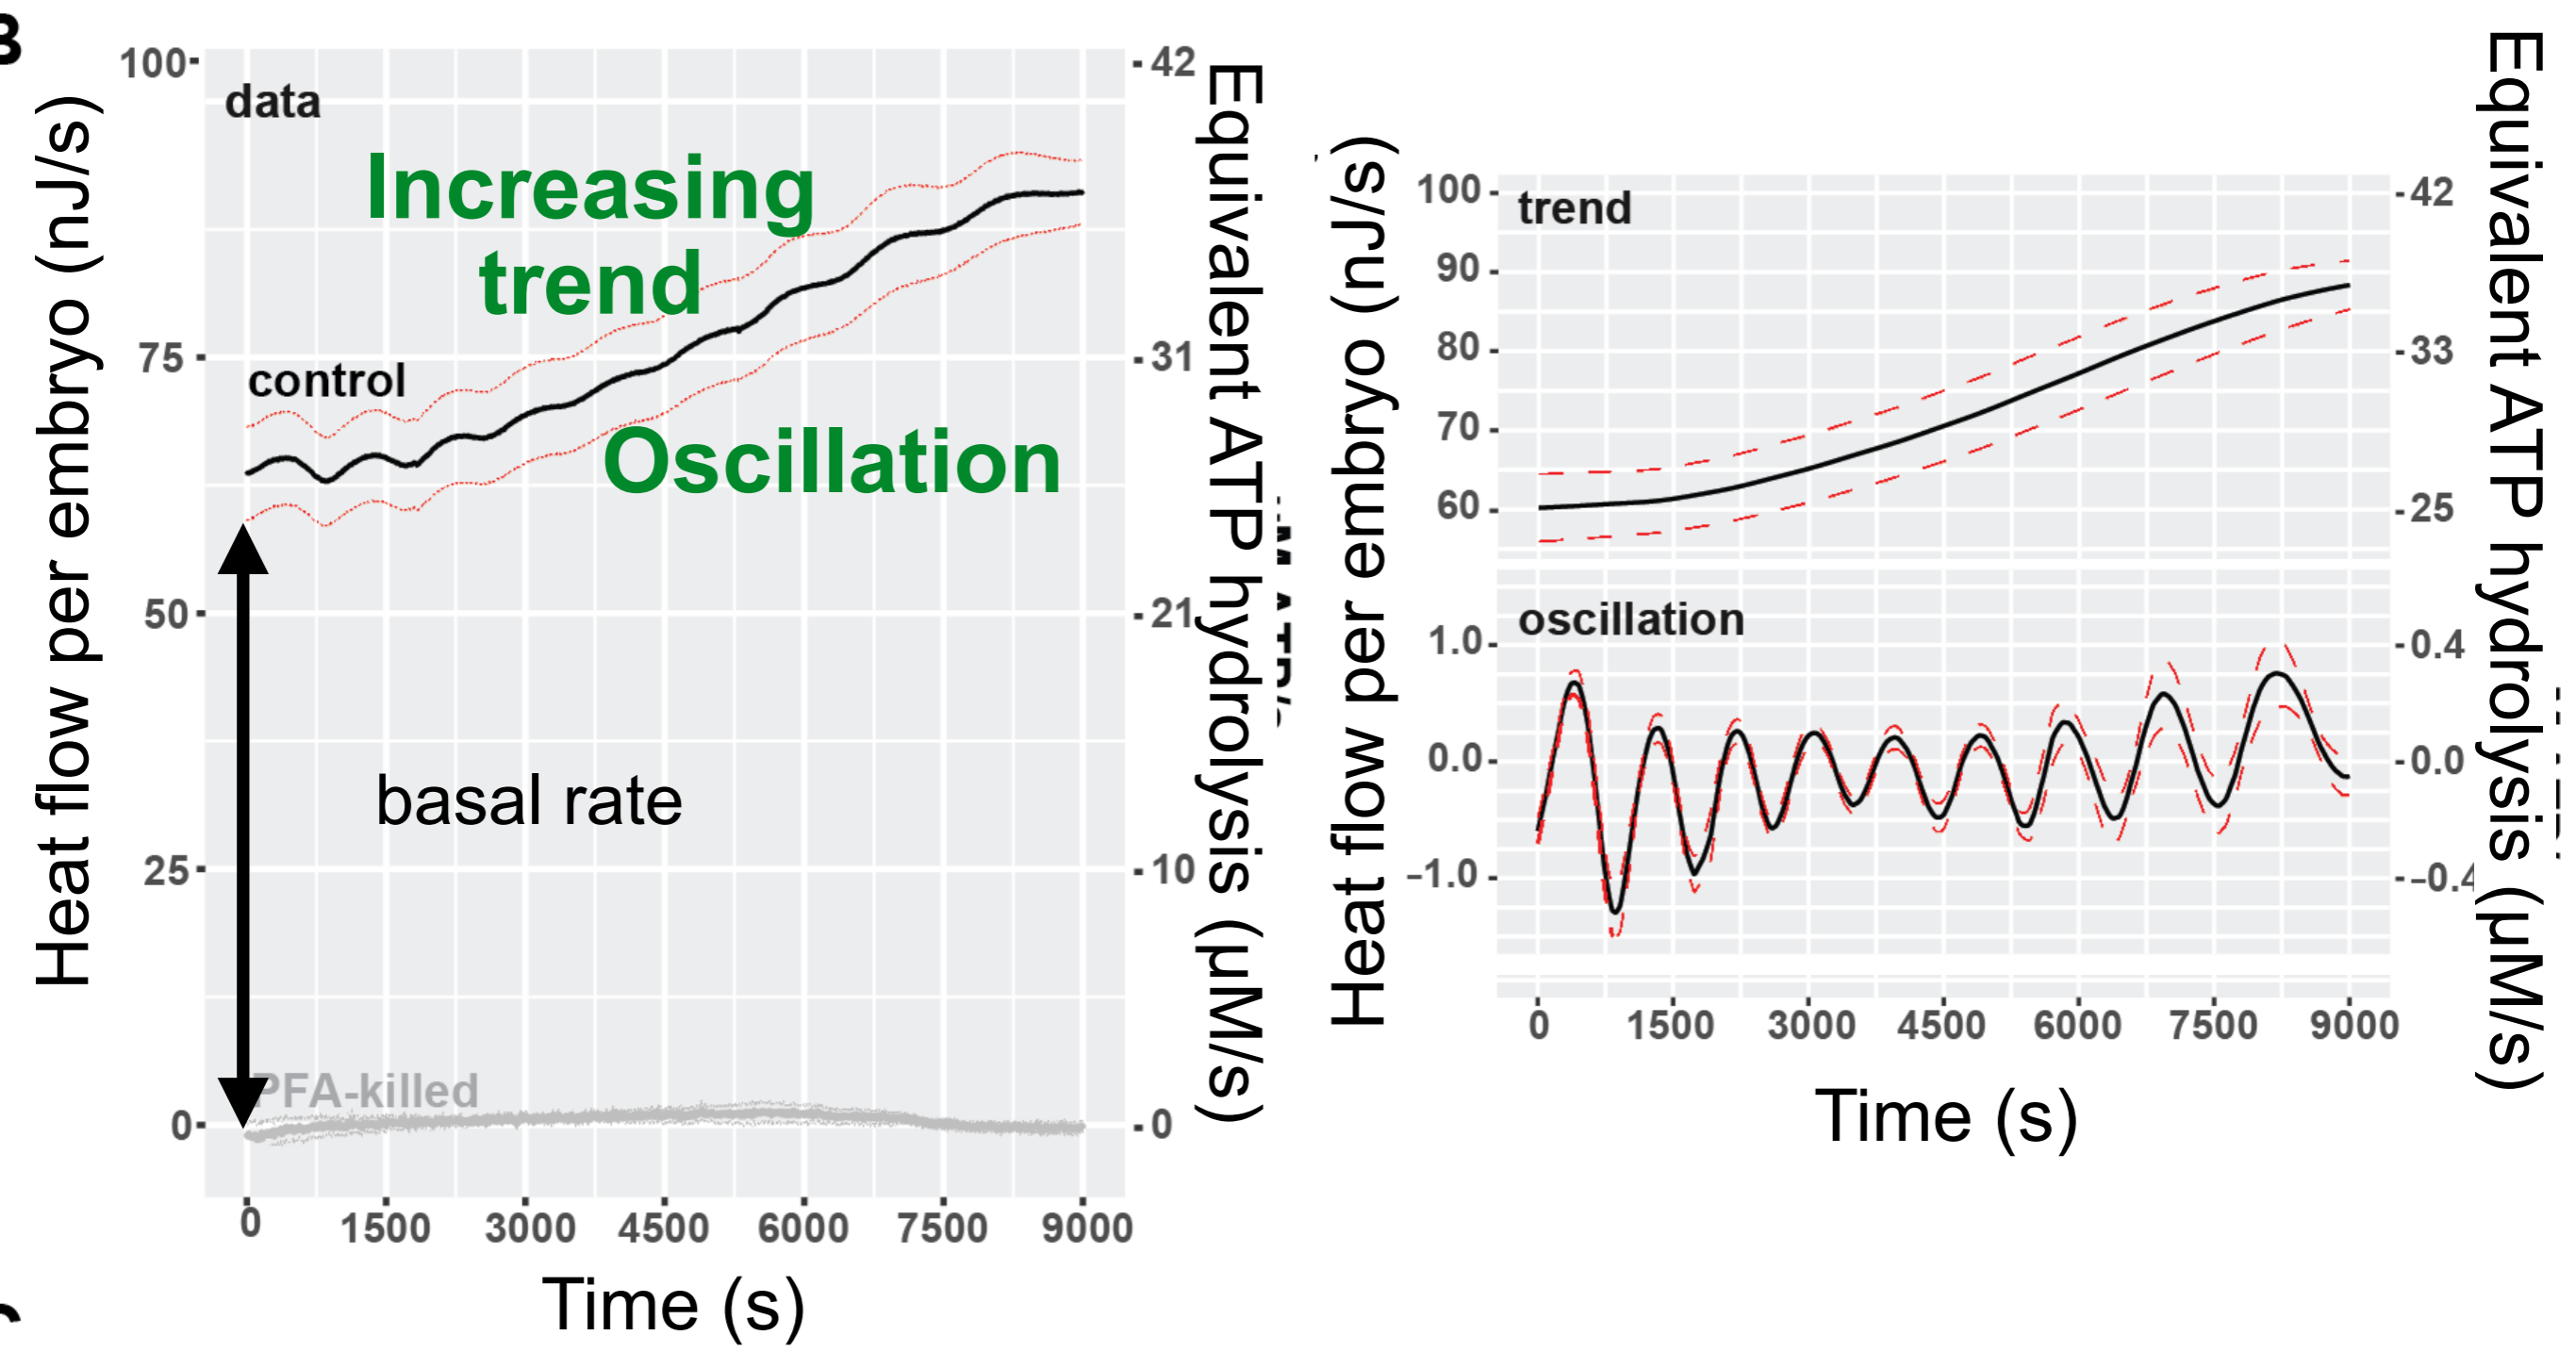 B
Heat flow per embryo (nJ/s)
100
75
50
25
0
data
Increasing
trend
control
Oscillation
basal rate
PFA-killed
42
31
21
10
0
Equivalent ATP hydrolysis (μM/s)
0 1500 3000 4500 6000 7500 9000
Time (s)
Heat flow per embryo (nJ/s)
100
90
80
70
60
trend
42
33
25
oscillation
1.0
0.0
−1.0
0.4
0.0
−0.4
Equivalent ATP hydrolysis (μM/s)
0 1500 3000 4500 6000 7500 9000
Time (s)